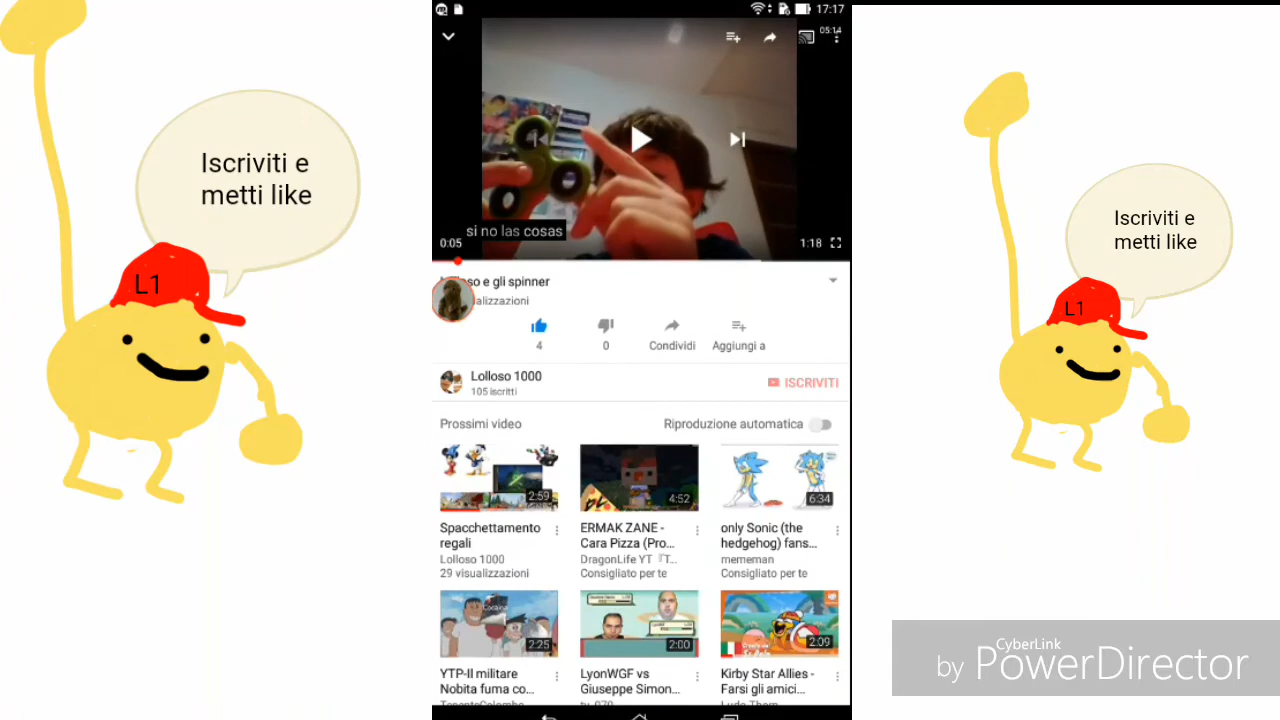 Iscriviti e
metti like
L1
17:17
05:14
si no las cosas
0:05
1:18
e gli spinner
4
0
Condividi
Aggiungi a
Lolloso 1000
105 iscritti
ISCRIVITI
Prossimi video
Riproduzione automatica
2:59
4:52
6:34
Spacchettamento
regali
Lolloso 1000
29 visualizzazioni
ERMAK ZANE -
Cara Pizza (Pro...
DragonLife YT
Consigliato per te
only Sonic (the
hedgehog) fans...
mememan
Consigliato per te
Cocaina
2:25
2:00
2:09
YTP-II militare
Nobita fuma co...
LyonWGF vs
Giuseppe Simon...
Kirby Star Allies -
Farsi gli amici...
Iscriviti e
metti like
L1
CyberLink
by PowerDirector